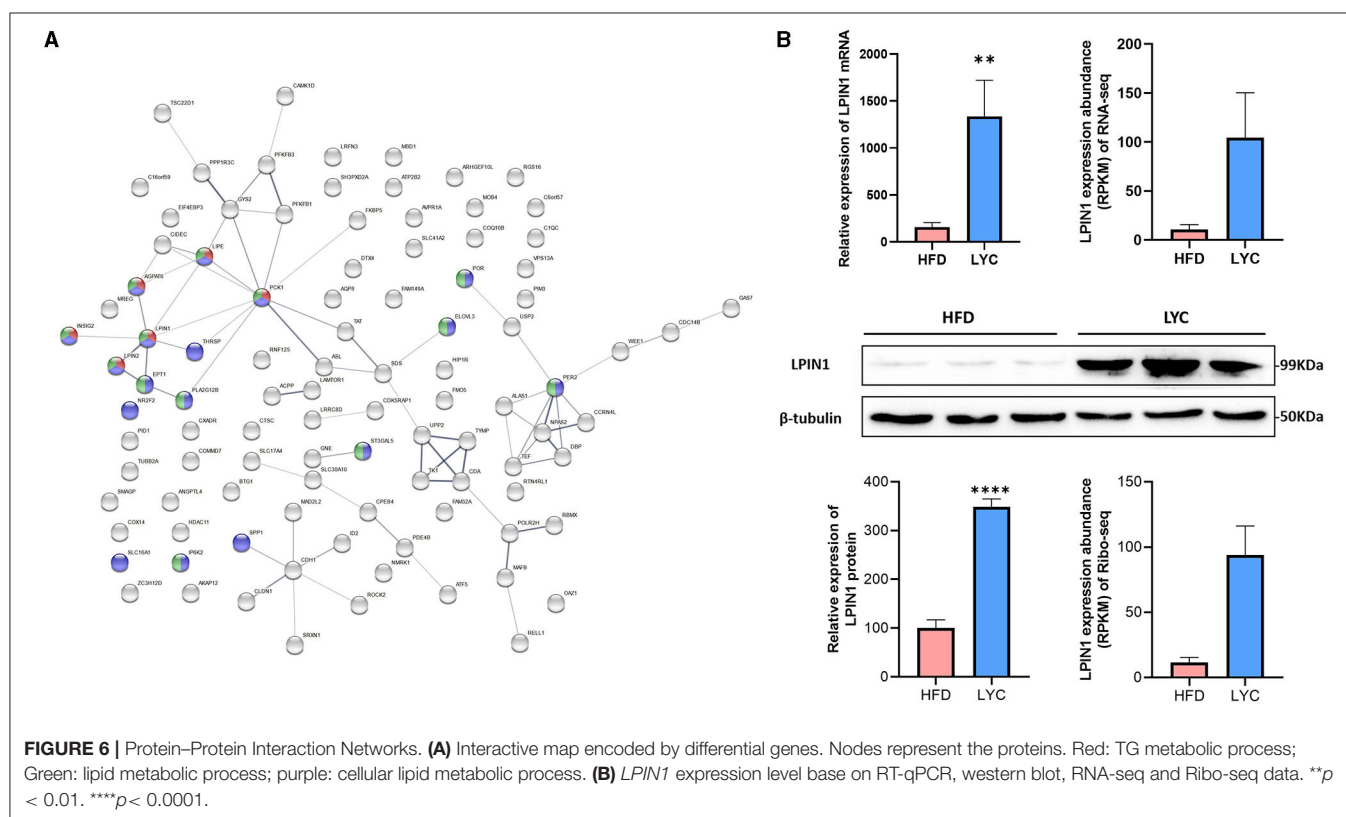 A
B
CAMK1D
TSC22D1
PPP1R3C
PFKFB3
LRFN3
MBD1
C16orf59
SH3PXD2A
ATP2B2
ARHGEF10L
RGS16
EIF4EBP3
GYS2
PFKFB1
FKBP5
AVPR1A
MOB4
C6orf57
CIDEC
LIPE
SLC41A2
COQ10B
C1QC
AGPAT6
DTX4
POR
VPS13A
MREG
PCK1
AQP8
FAM149A
PIM3
INSIG2
LPIN1
THRSP
TAT
ELOVL3
USP2
GAS7
CDC14B
LPIN2
EPT1
PLA2G12B
RNF125
ASL
SDS
HIP1R
WEE1
NR2F2
ACPP
LAMTOR1
FMO5
PER2
PID1
CXADR
CTSC
LRRC8D
CDK5RAP1
ALAS1
CCRN4L
NPAS2
TUBB2A
COMMD7
SLC17A4
GNE
ST3GAL5
UPP2
TYMP
TEF
DBP
SMAGP
ANGPTL4
BTG1
SLC30A10
TK1
CDA
RTN4RL1
COX14
HDAC11
MAD2L2
CPEB4
FAM32A
SLC16A1
IP6K2
SPP1
ID2
PDE4B
POLR2H
RBMX
ZC3H12D
AKAP12
CDH1
NMRK1
MAFB
CLDN1
ROCK2
ATF5
OAZ1
SRXN1
RELL1
Relative expression of LPIN1 mRNA
2000
1500
1000
500
0
**
HFD
LYC
LPIN1 expression abundance
(RPKM) of RNA-seq
200
150
100
50
0
HFD
LYC
HFD
LYC
LPIN1
-99KDa
β-tubulin
-50KDa
Relative expression of
LPIN1 protein
400
300
200
100
0
****
HFD
LYC
LPIN1 expression abundance
(RPKM) of Ribo-seq
150
100
50
0
HFD
LYC
FIGURE 6 | Protein–Protein Interaction Networks. (A) Interactive map encoded by differential genes. Nodes represent the proteins. Red: TG metabolic process;
Green: lipid metabolic process; purple: cellular lipid metabolic process. (B) LPIN1 expression level base on RT-qPCR, western blot, RNA-seq and Ribo-seq data. **p
< 0.01. ****p< 0.0001.